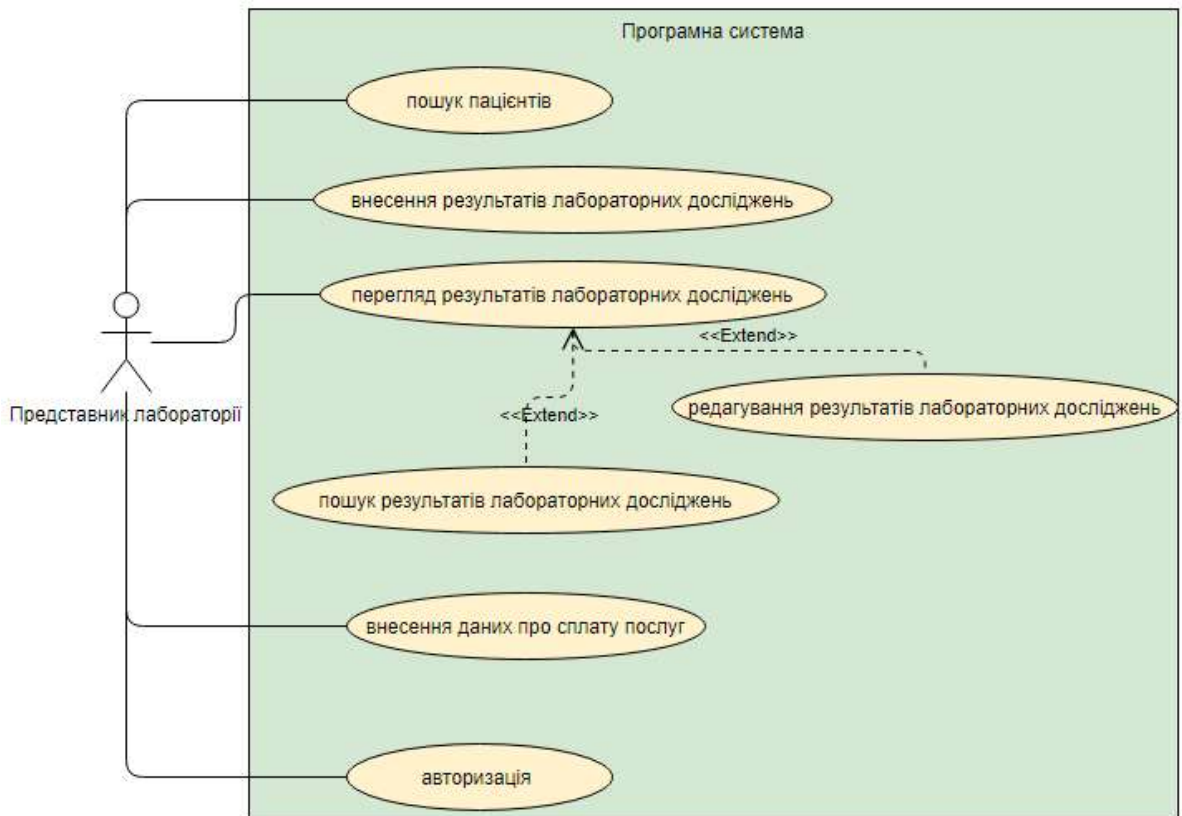 Програмна система
пошук пацієнтів
внесення результатів лабораторних досліджень
перегляд результатів лабораторних досліджень
<<Extend>>
редагування результатів лабораторних досліджень
Представник лабораторії
<<Extend>>
пошук результатів лабораторних досліджень
внесення даних про сплату послуг
авторизація